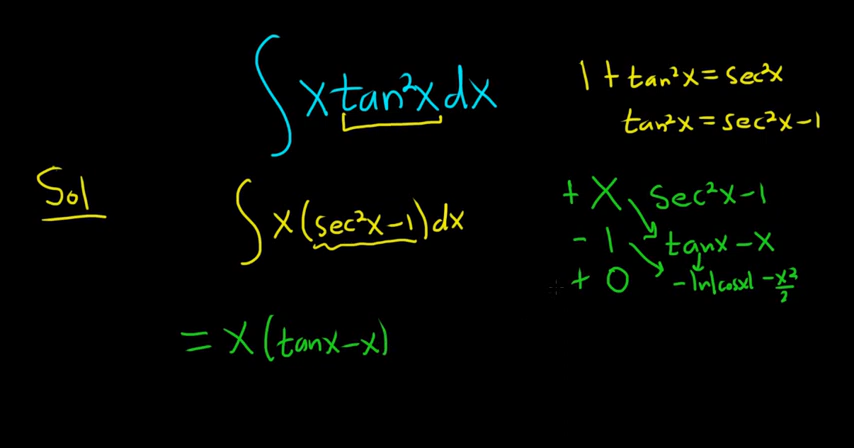 ∫ x tan²x dx
1 + tan²x = sec²x
tan²x = sec²x − 1
Sol
∫ x (sec²x − 1) dx
+ x sec²x − 1
− 1 tanx − x
+ 0 −ln|cosx| − x²/2
= x (tanx − x)